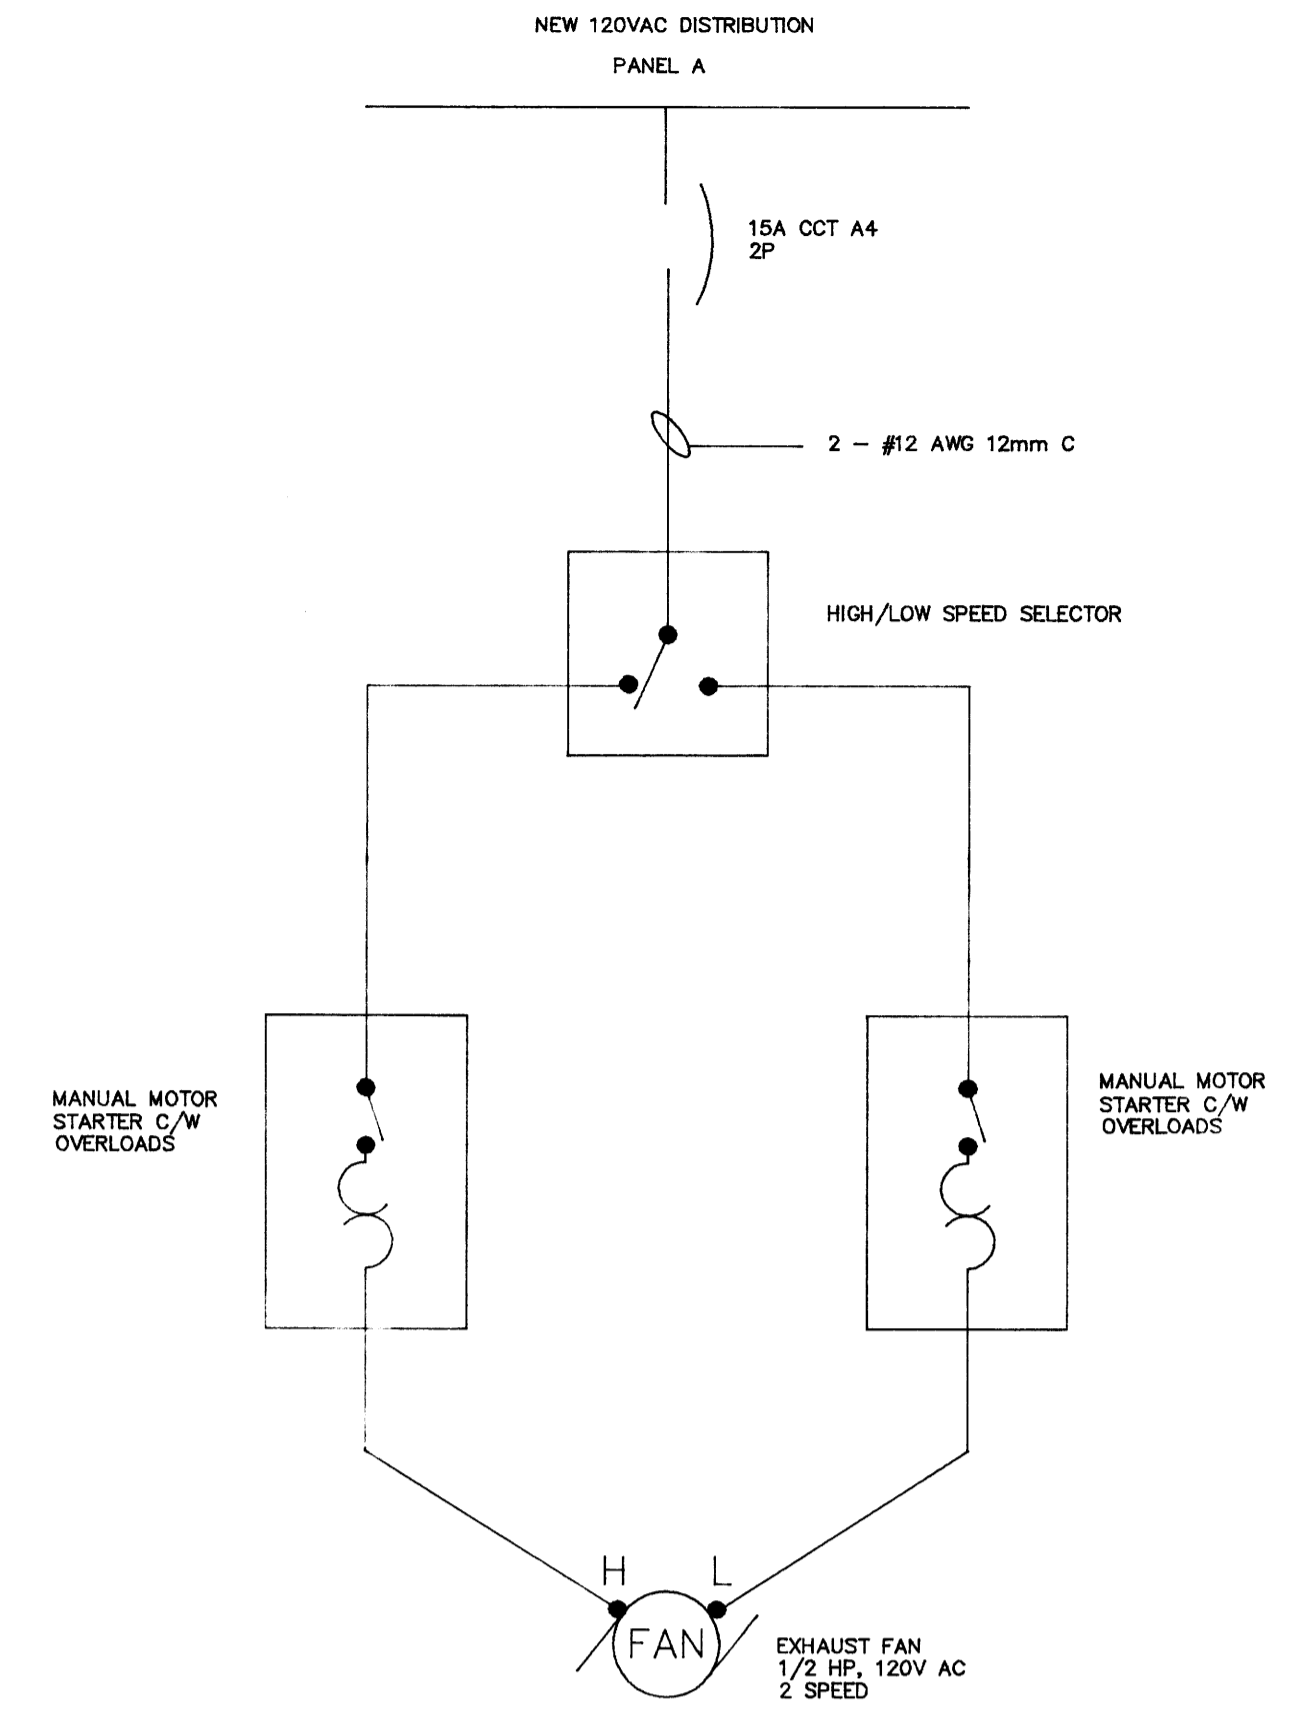 NEW 120VAC DISTRIBUTION
PANEL A
15A CCT A4
2P
2 - #12 AWG 12mm C
HIGH/LOW SPEED SELECTOR
MANUAL MOTOR
STARTER C/W
OVERLOADS
MANUAL MOTOR
STARTER C/W
OVERLOADS
H
L
FAN
EXHAUST FAN
1/2 HP, 120V AC
2 SPEED